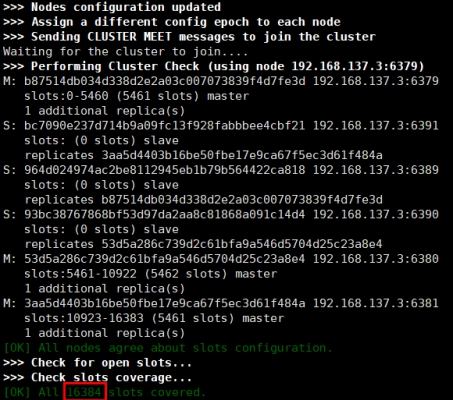 >>> Nodes configuration updated
>>> Assign a different config epoch to each node
>>> Sending CLUSTER MEET messages to join the cluster
Waiting for the cluster to join....
>>> Performing Cluster Check (using node 192.168.137.3:6379)
M: b87514db034d338d2e2a03c007073839f4d7fe3d 192.168.137.3:6379
slots:0-5460 (5461 slots) master
1 additional replica(s)
S: bc7090e237d714b9a09fc13f928fabbbee4cbf21 192.168.137.3:6391
slots: (0 slots) slave
replicates 3aa5d4403b16be50fbe17e9ca67f5ec3d61f484a
S: 964d024974ac2be8112945eb1b79b564422ca818 192.168.137.3:6389
slots: (0 slots) slave
replicates b87514db034d338d2e2a03c007073839f4d7fe3d
S: 93bc38767868bf53d97da2aa8c81868a091c14d4 192.168.137.3:6390
slots: (0 slots) slave
replicates 53d5a286c739d2c61bfa9a546d5704d25c23a8e4
M: 53d5a286c739d2c61bfa9a546d5704d25c23a8e4 192.168.137.3:6380
slots:5461-10922 (5462 slots) master
1 additional replica(s)
M: 3aa5d4403b16be50fbe17e9ca67f5ec3d61f484a 192.168.137.3:6381
slots:10923-16383 (5461 slots) master
1 additional replica(s)
[OK] All nodes agree about slots configuration.
>>> Check for open slots...
>>> Check slots coverage...
[OK] All 16384 slots covered.